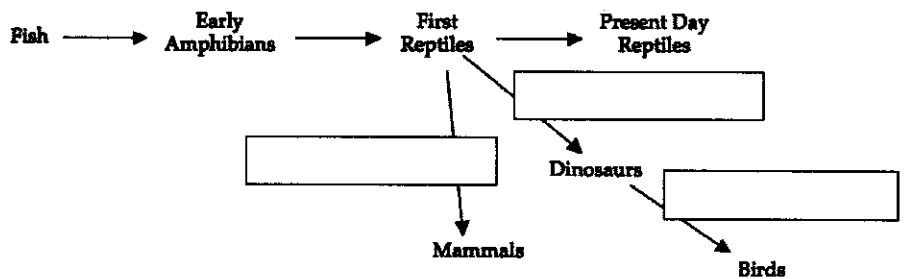 Fish
Early
Amphibians
First
Reptiles
Present Day
Reptiles
Dinosaurs
Mammals
Birds